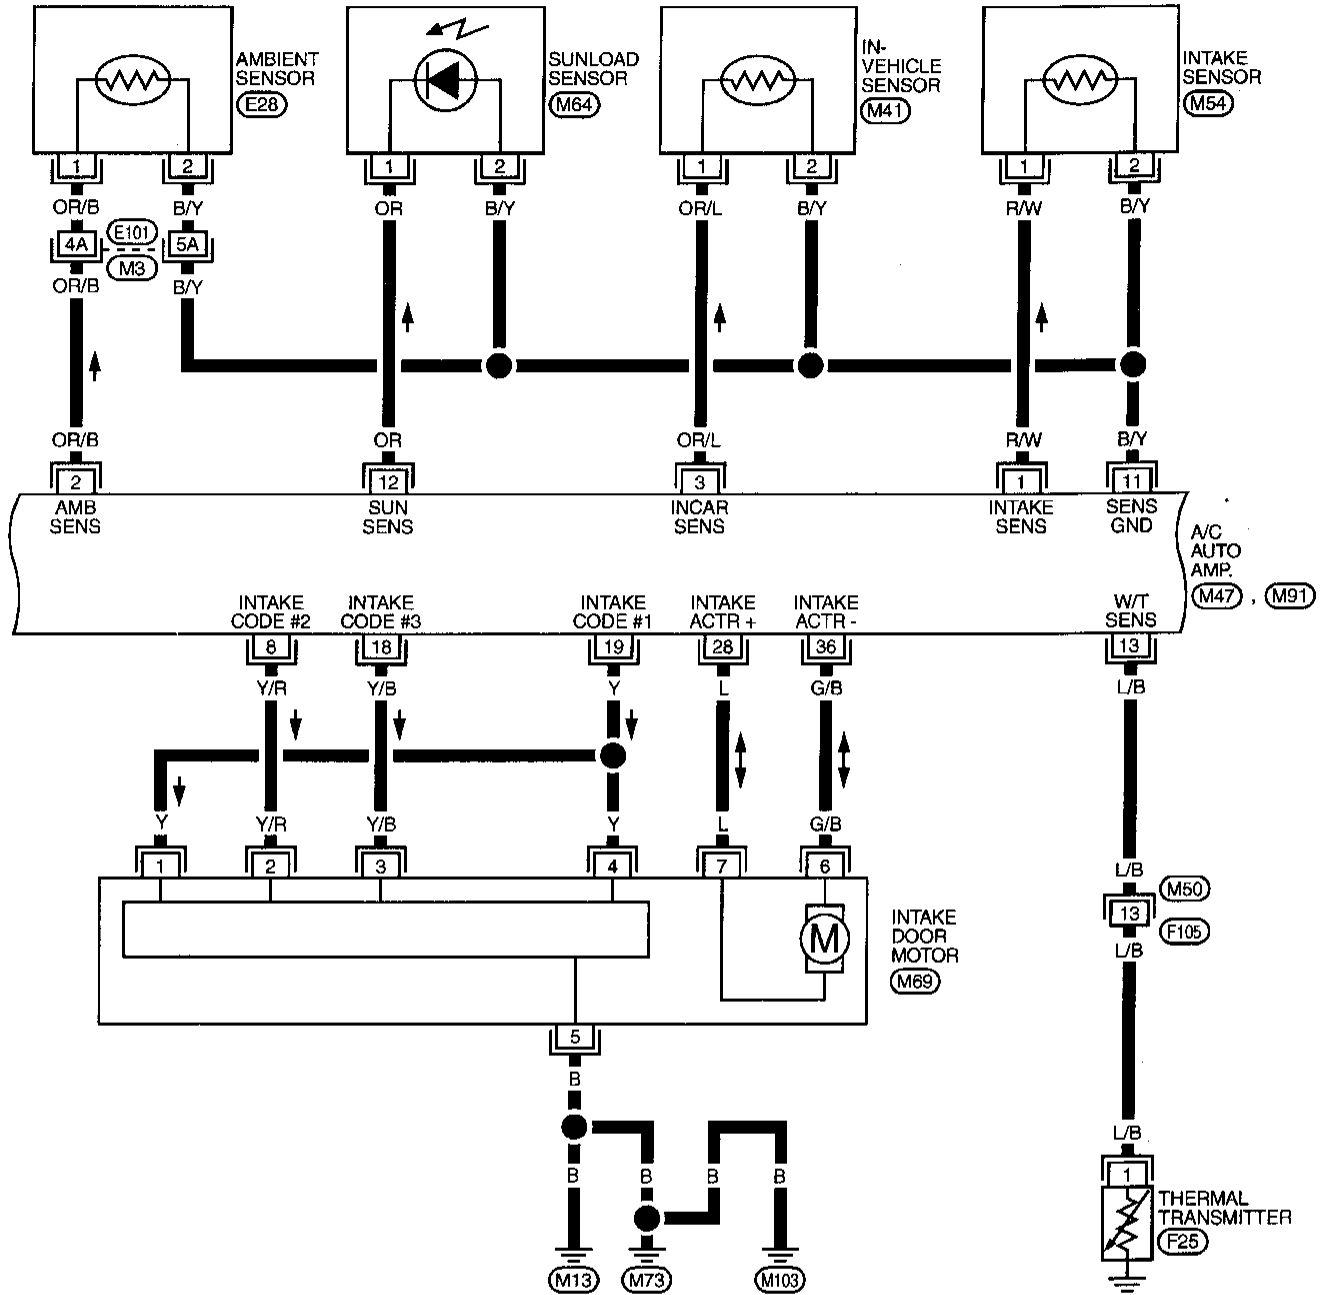 AMBIENT
SENSOR
E28
SUNLOAD
SENSOR
M64
IN-
VEHICLE
SENSOR
M41
INTAKE
SENSOR
M54
1
2
1
2
1
2
1
2
OR/B
B/Y
OR
B/Y
OR/L
B/Y
R/W
B/Y
4A
E101
M3
5A
OR/B
B/Y
OR/B
OR
OR/L
R/W
B/Y
2
12
3
1
11
AMB
SENS
SUN
SENS
INCAR
SENS
INTAKE
SENS
SENS
GND
A/C
AUTO
AMP.
M47 , M91
INTAKE
CODE #2
INTAKE
CODE #3
INTAKE
CODE #1
INTAKE
ACTR +
INTAKE
ACTR -
W/T
SENS
8
18
19
28
36
13
Y/R
Y/B
Y
L
G/B
L/B
Y
Y/R
Y/B
Y
L
G/B
1
2
3
4
7
6
L/B
M50
13
F105
L/B
M
INTAKE
DOOR
MOTOR
M69
5
B
B
B
B
B
M13
M73
M103
L/B
1
THERMAL
TRANSMITTER
F25